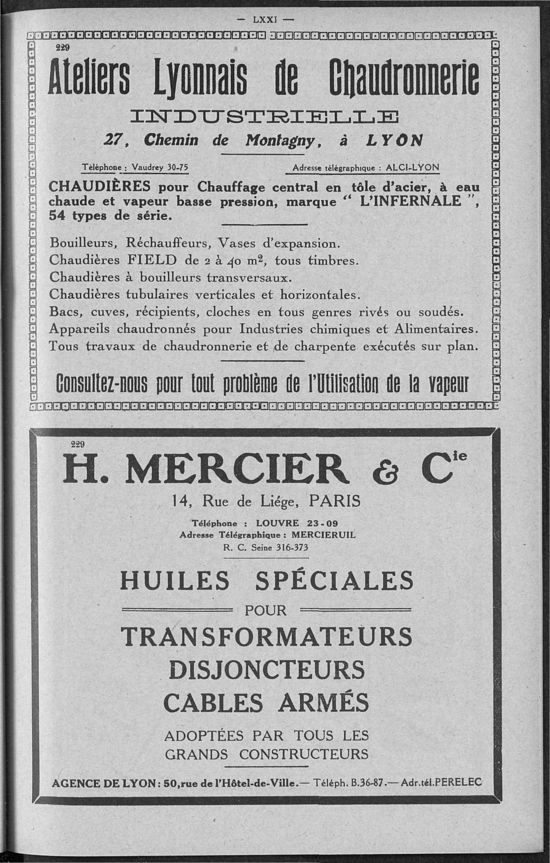 — LXXI —
229
Ateliers Lyonnais de Chaudronnerie
INDUSTRIELLE
27, Chemin de Montagny, à LYON
Téléphone : Vaudrey 30-75
Adresse télégraphique : ALCI-LYON
CHAUDIÈRES pour Chauffage central en tôle d'acier, à eau
chaude et vapeur basse pression, marque “ L'INFERNALE ”,
54 types de série.
Bouilleurs, Réchauffeurs, Vases d'expansion.
Chaudières FIELD de 2 à 40 m², tous timbres.
Chaudières à bouilleurs transversaux.
Chaudières tubulaires verticales et horizontales.
Bacs, cuves, récipients, cloches en tous genres rivés ou soudés.
Appareils chaudronnés pour Industries chimiques et Alimentaires.
Tous travaux de chaudronnerie et de charpente exécutés sur plan.
Consultez-nous pour tout problème de l'Utilisation de la vapeur
229
H. MERCIER & Cie
14, Rue de Liége, PARIS
Téléphone : LOUVRE 23-09
Adresse Télégraphique : MERCIERUIL
R. C. Seine 316-373
HUILES SPÉCIALES
POUR
TRANSFORMATEURS
DISJONCTEURS
CABLES ARMÉS
ADOPTÉES PAR TOUS LES
GRANDS CONSTRUCTEURS
AGENCE DE LYON : 50, rue de l'Hôtel-de-Ville. — Téléph. B.36-87. — Adr. tél. PERELEC